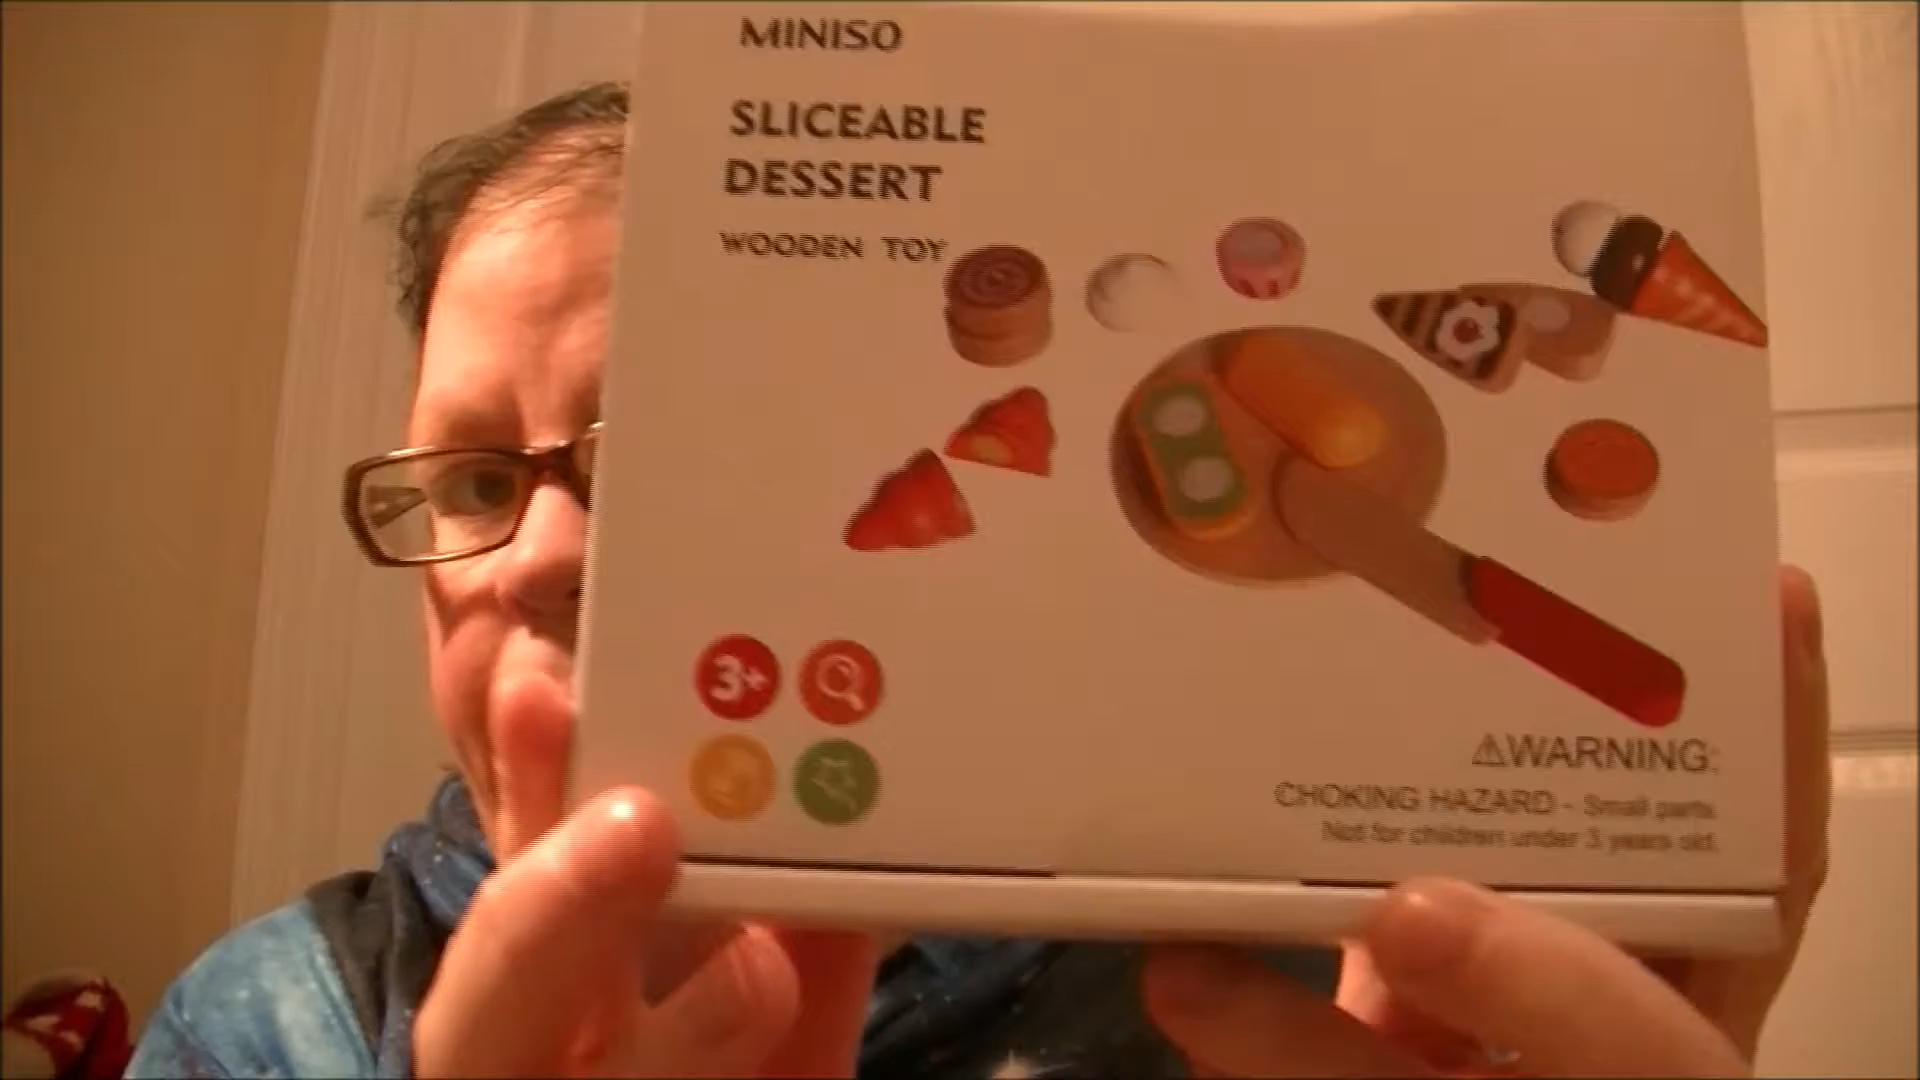 MINISO
SLICEABLE
DESSERT
WOODEN TOY
3+
⚠WARNING:
CHOKING HAZARD - Small parts.
Not for children under 3 years old.